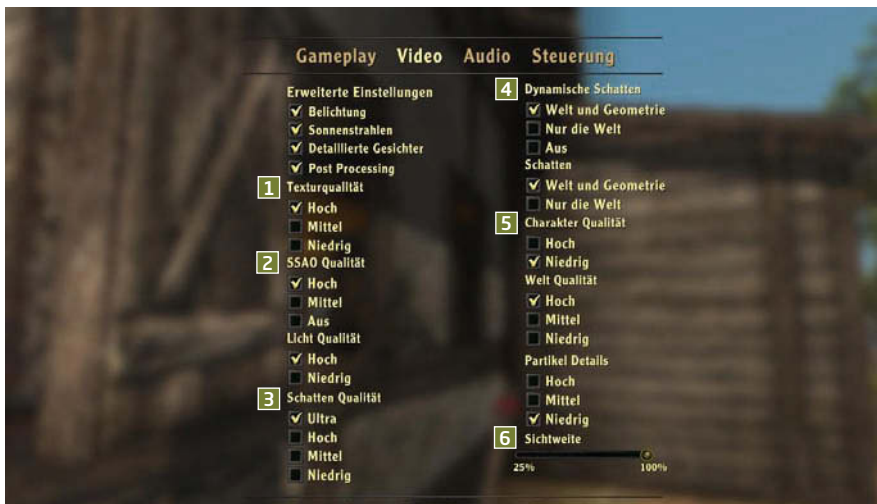 Gameplay Video Audio Steuerung
Erweiterte Einstellungen
Belichtung
Sonnenstrahlen
Detaillierte Gesichter
Post Processing
1 Texturqualität
Hoch
Mittel
Niedrig
2 SSAO Qualität
Hoch
Mittel
Aus
Licht Qualität
Hoch
Niedrig
3 Schatten Qualität
Ultra
Hoch
Mittel
Niedrig
4 Dynamische Schatten
Welt und Geometrie
Nur die Welt
Aus
Schatten
Welt und Geometrie
Nur die Welt
5 Charakter Qualität
Hoch
Niedrig
Welt Qualität
Hoch
Mittel
Niedrig
Partikel Details
Hoch
Mittel
Niedrig
6 Sichtweite
25% 100%